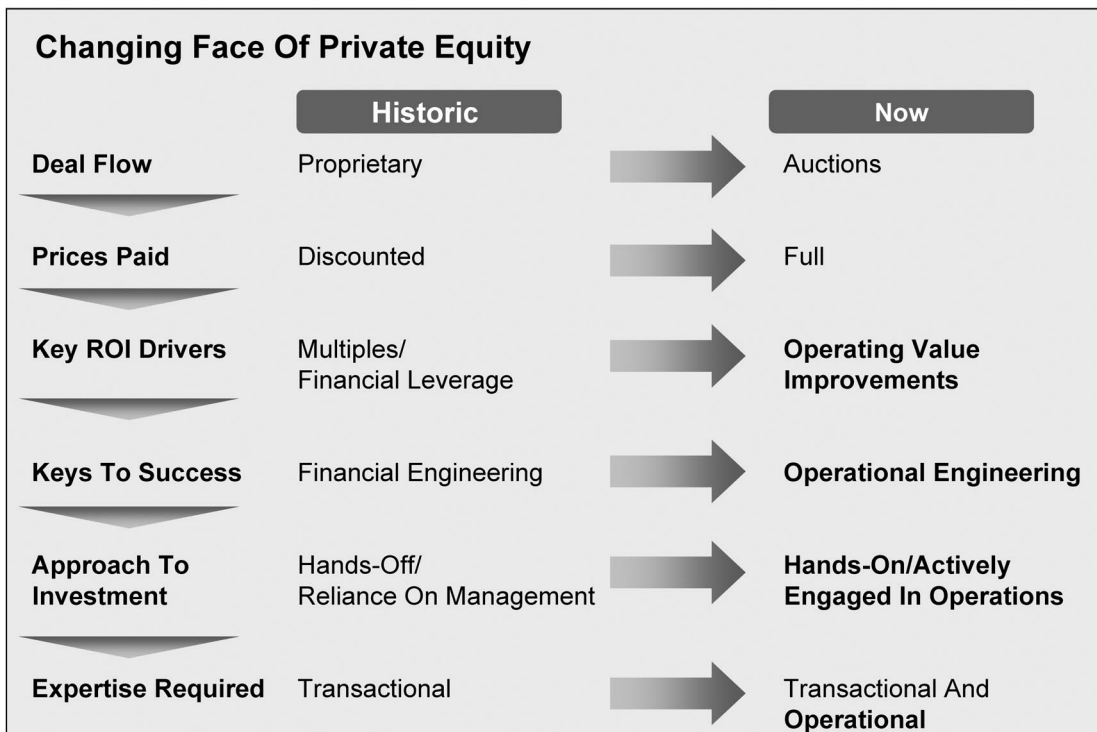 Changing Face Of Private Equity
Historic
Now
Deal Flow
Proprietary
Auctions
Prices Paid
Discounted
Full
Key ROI Drivers
Multiples/
Financial Leverage
Operating Value
Improvements
Keys To Success
Financial Engineering
Operational Engineering
Approach To
Investment
Hands-Off/
Reliance On Management
Hands-On/Actively
Engaged In Operations
Expertise Required
Transactional
Transactional And
Operational